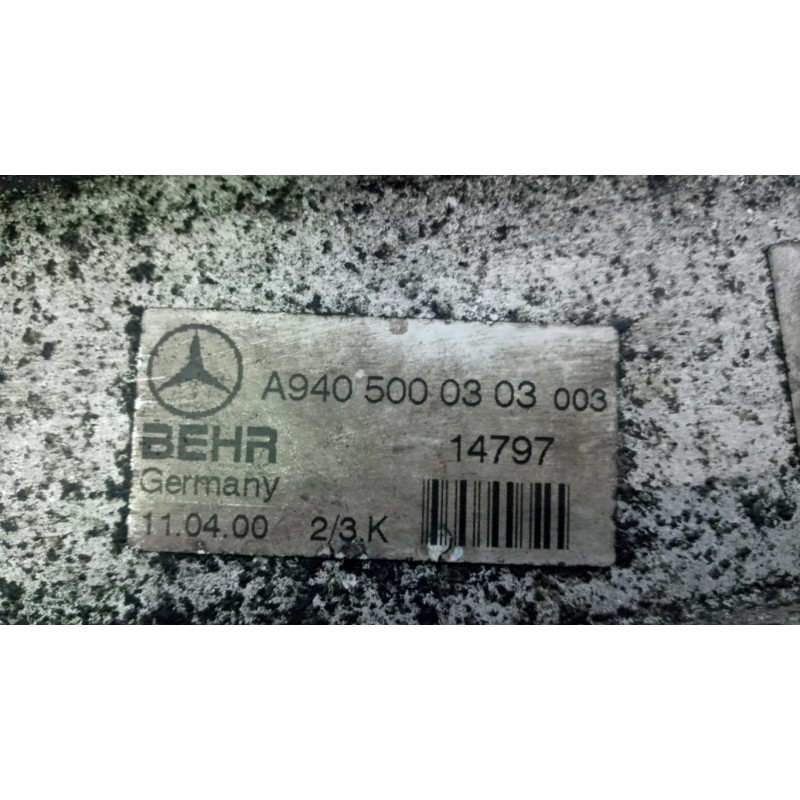 A940 500 03 03 003
BEHR 14797
Germany
11.04.00 2/3.K